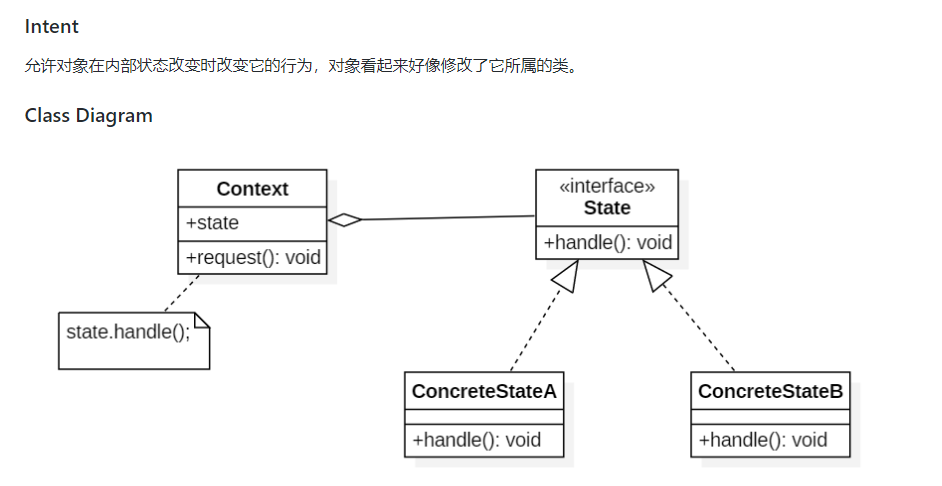 Intent
允许对象在内部状态改变时改变它的行为，对象看起来好像修改了它所属的类。
Class Diagram
Context
+state
+request(): void
«interface»
State
+handle(): void
state.handle();
ConcreteStateA
+handle(): void
ConcreteStateB
+handle(): void